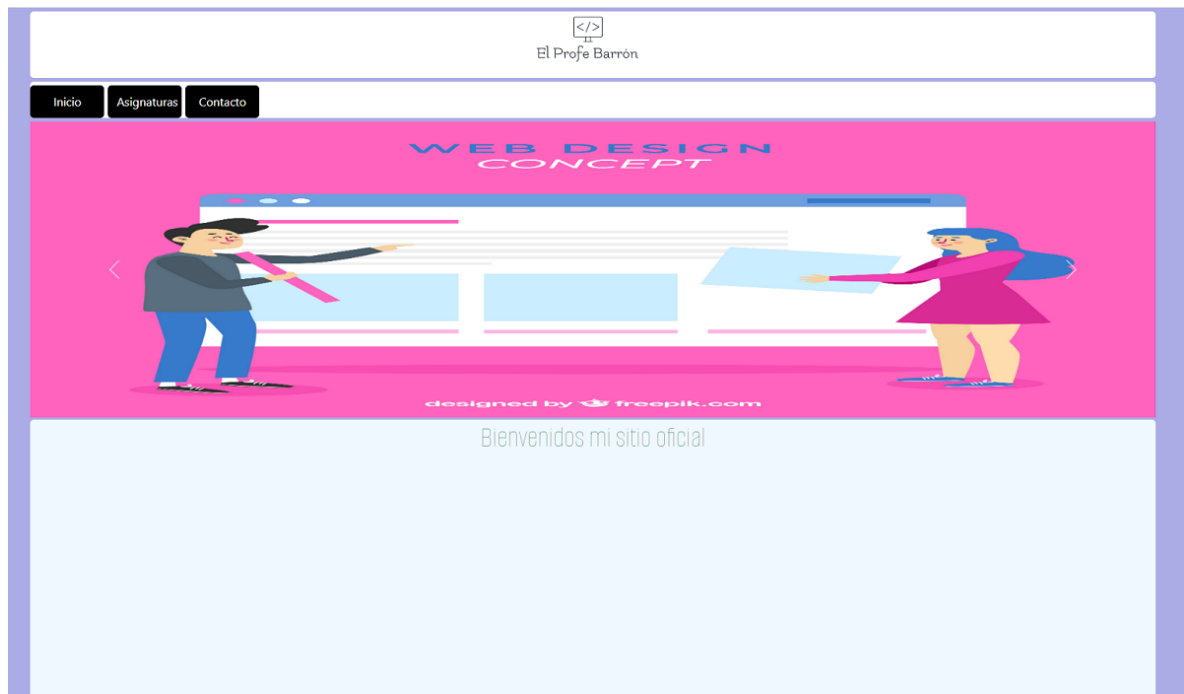 </>
El Profe Barrón
Inicio Asignaturas Contacto
WEB DESIGN
CONCEPT
designed by freepik.com
Bienvenidos mi sitio oficial